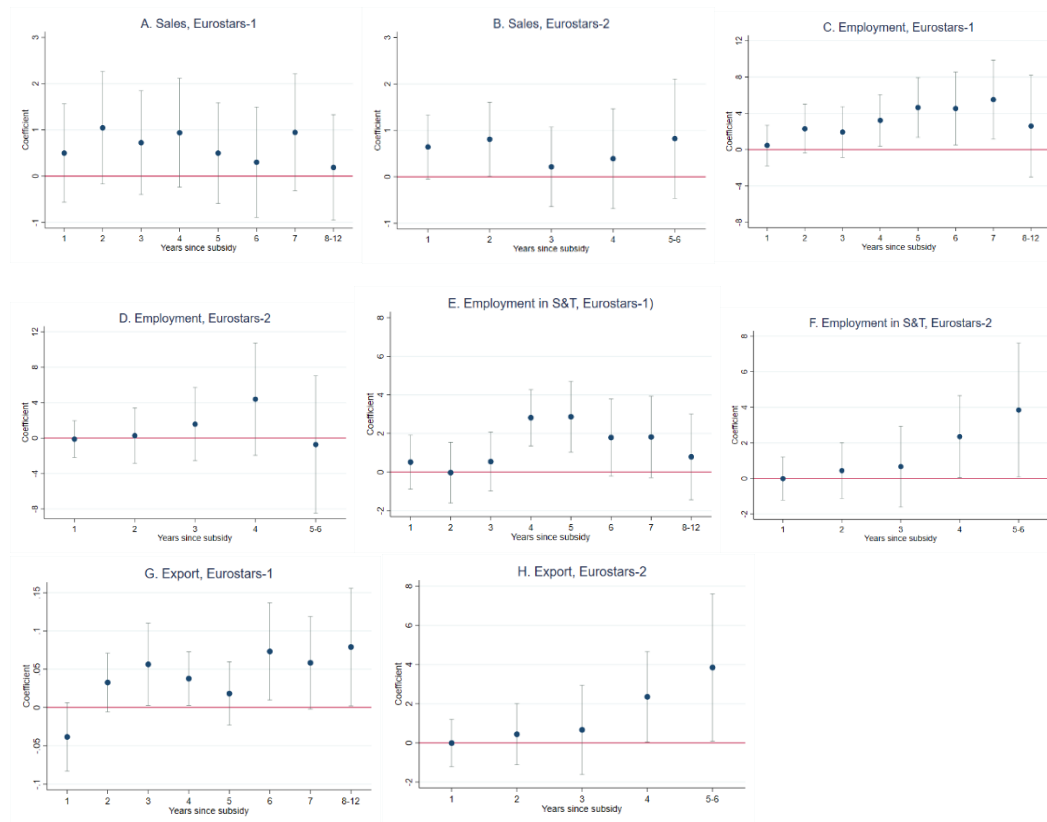 A. Sales, Eurostars-1
3
2
1
0
-1
Coefficient
1 2 3 4 5 6 7 8-12
Years since subsidy
B. Sales, Eurostars-2
3
2
1
0
-1
Coefficient
1 2 3 4 5-6
Years since subsidy
C. Employment, Eurostars-1
12
8
4
0
-4
-8
Coefficient
1 2 3 4 5 6 7 8-12
Years since subsidy
D. Employment, Eurostars-2
12
8
4
0
-4
-8
Coefficient
1 2 3 4 5-6
Years since subsidy
E. Employment in S&T, Eurostars-1)
8
6
4
2
0
-2
Coefficient
1 2 3 4 5 6 7 8-12
Years since subsidy
F. Employment in S&T, Eurostars-2
8
6
4
2
0
-2
Coefficient
1 2 3 4 5-6
Years since subsidy
G. Export, Eurostars-1
.15
.1
.05
0
-.05
-.1
Coefficient
1 2 3 4 5 6 7 8-12
Years since subsidy
H. Export, Eurostars-2
8
6
4
2
0
-2
Coefficient
1 2 3 4 5-6
Years since subsidy